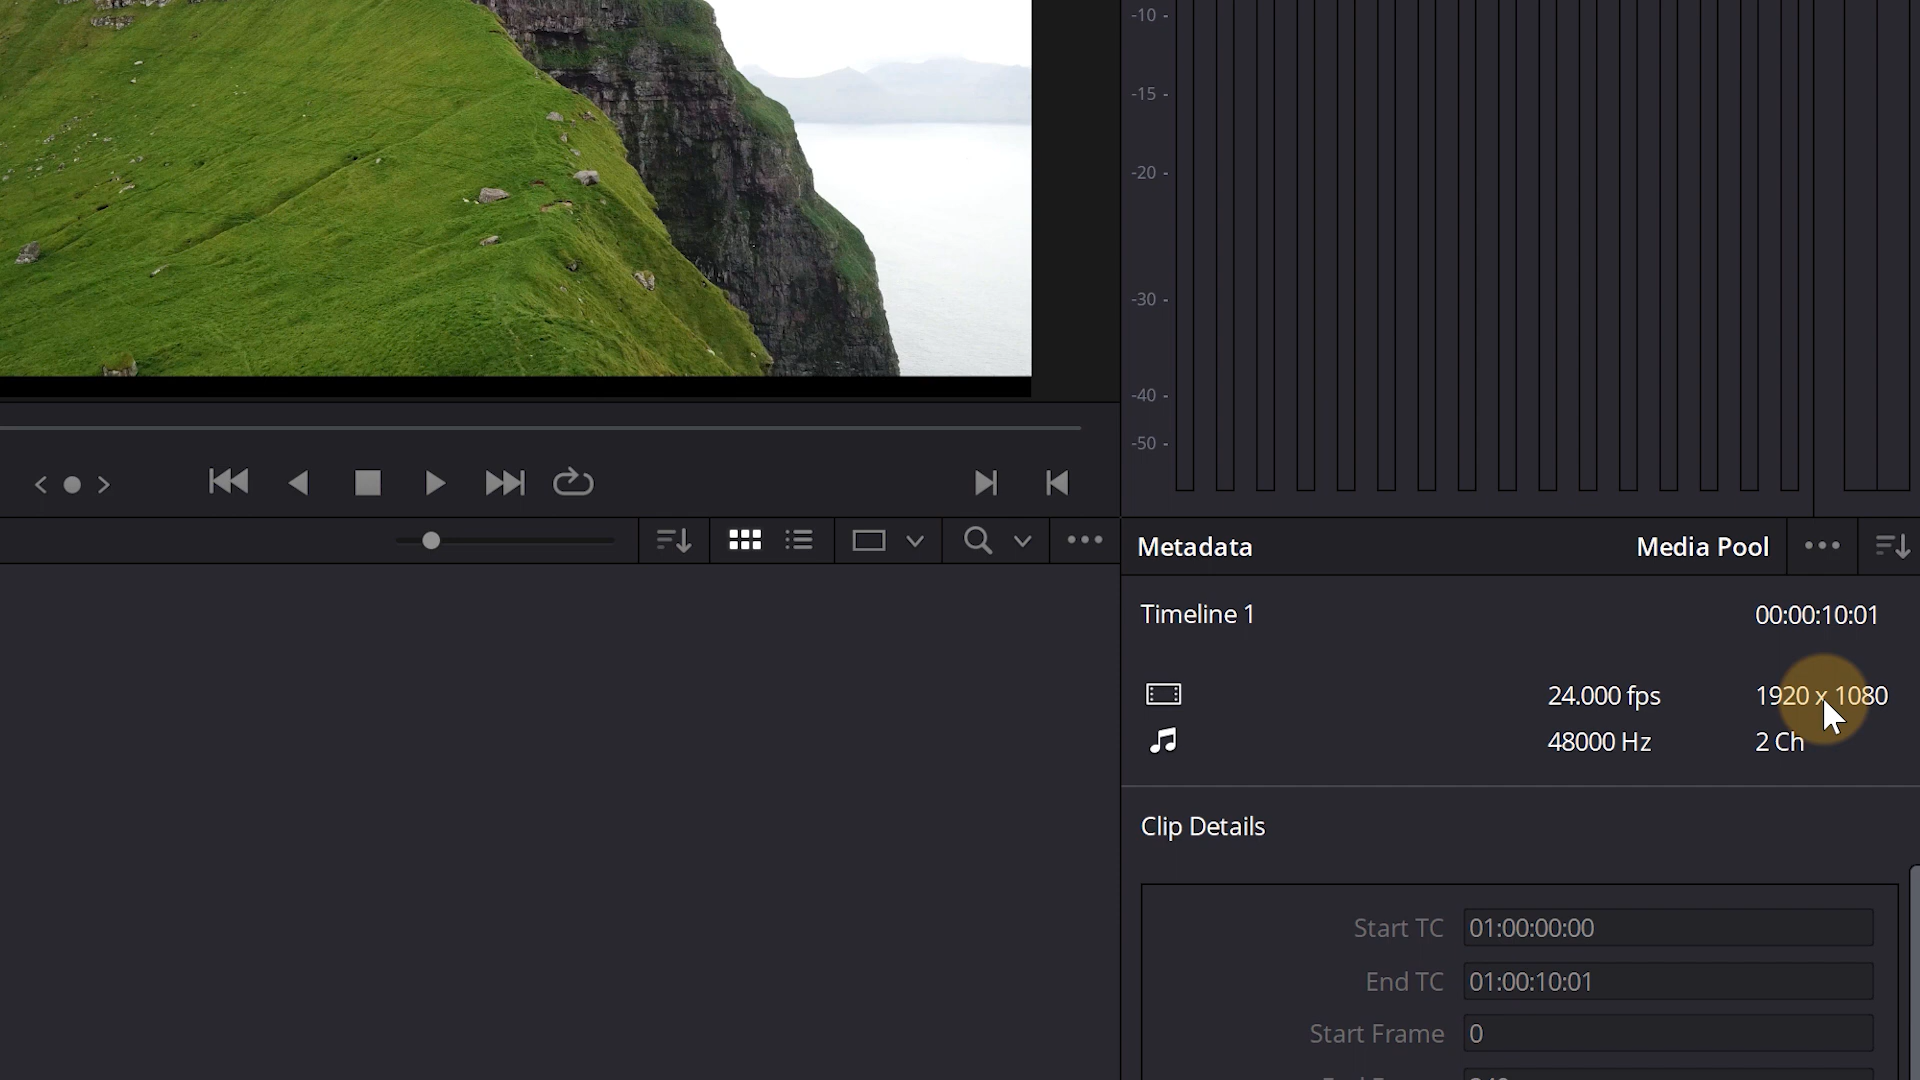 -10 -
-15 -
-20 -
-30 -
-40 -
-50 -
Metadata
Media Pool
Timeline 1
00:00:10:01
24.000 fps
1920 x 1080
48000 Hz
2 Ch
Clip Details
Start TC 01:00:00:00
End TC 01:00:10:01
Start Frame 0